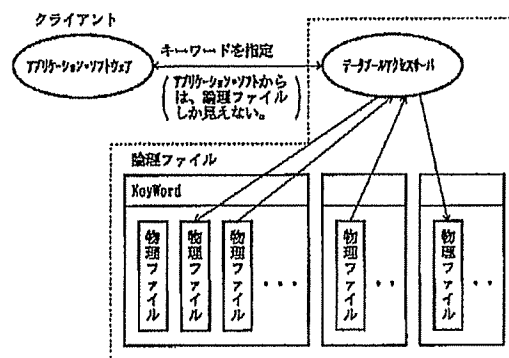 クライアント
アプリケーション・ソフトウェア
キーワードを指定
アプリケーション・ソフトから
は、論理ファイル
しか見えない。
データプールアクセスサーバ
論理ファイル
KeyWord
物理ファイル
物理ファイル
物理ファイル
・・・
物理ファイル
・・
物理ファイル
・・